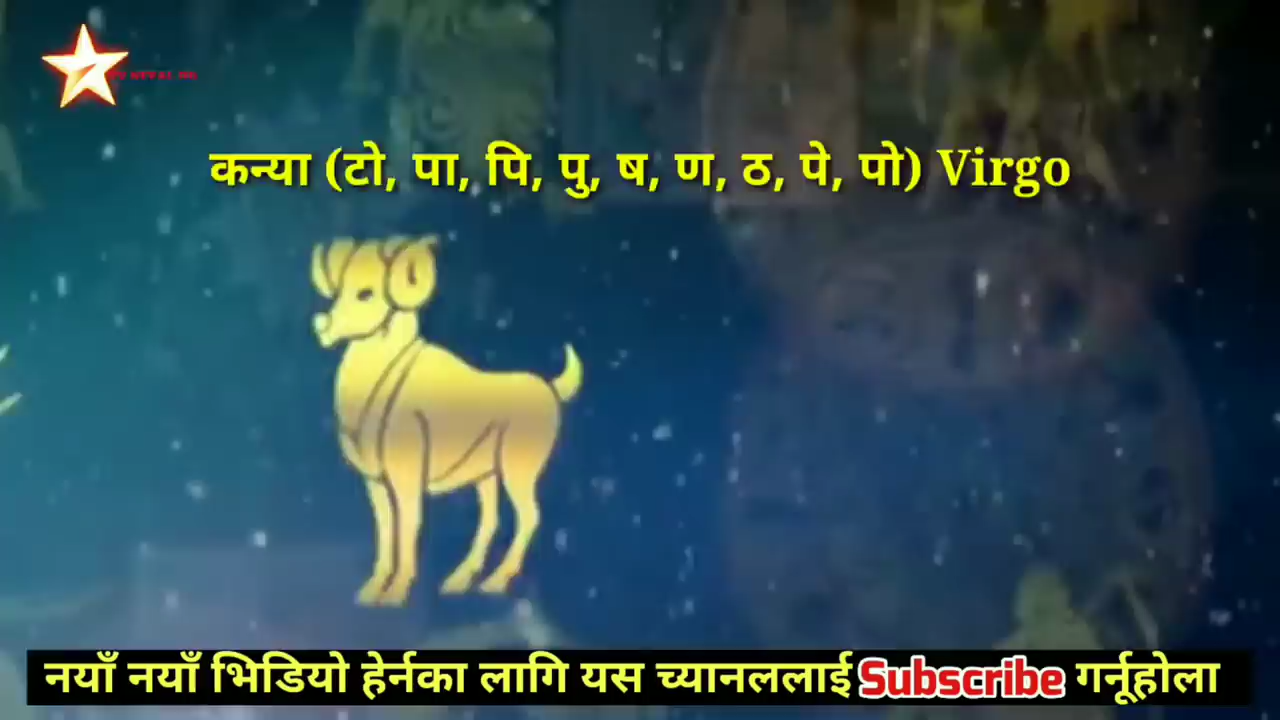 कन्या (टो, पा, पि, पु, ष, ण, ठ, पे, पो) Virgo
नयाँ नयाँ भिडियो हेर्नका लागि यस च्यानललाई Subscribe गर्नूहोला